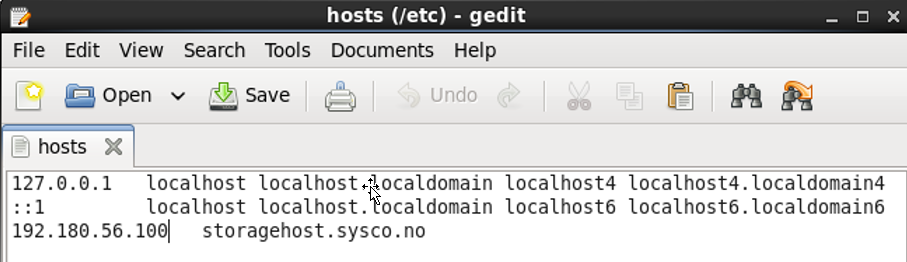 hosts (/etc) - gedit
File Edit View Search Tools Documents Help
Open Save Undo
hosts
127.0.0.1 localhost localhost.localdomain localhost4 localhost4.localdomain4
::1 localhost localhost.localdomain localhost6 localhost6.localdomain6
192.180.56.100 storagehost.sysco.no